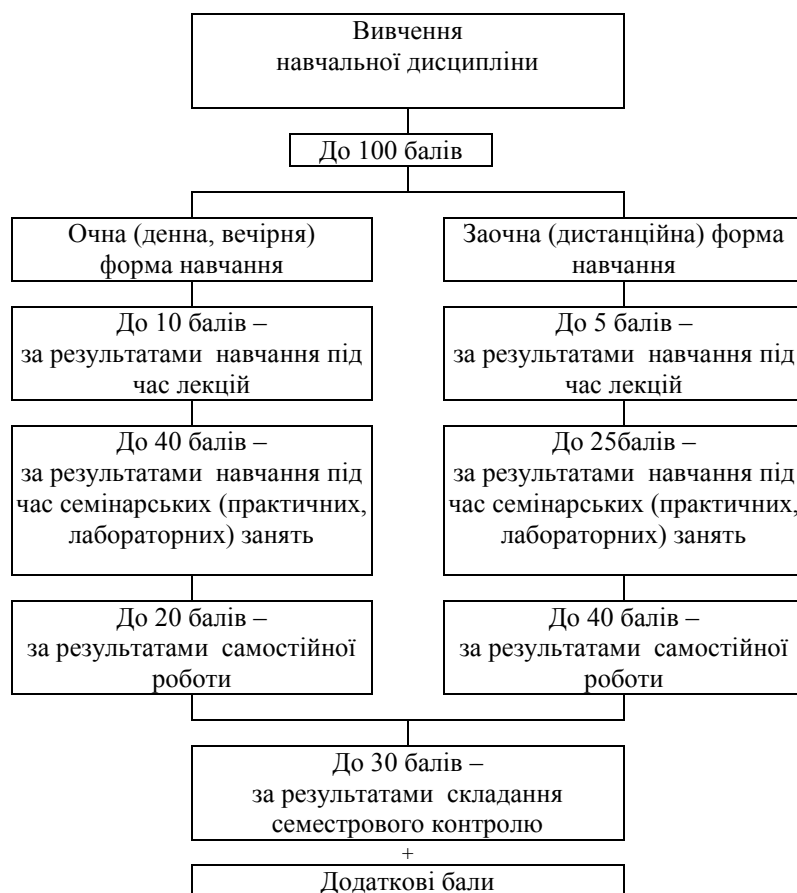 Вивчення
навчальної дисципліни
До 100 балів
Очна (денна, вечірня)
форма навчання
Заочна (дистанційна) форма
навчання
До 10 балів –
за результатами навчання під
час лекцій
До 5 балів –
за результатами навчання під
час лекцій
До 40 балів –
за результатами навчання під
час семінарських (практичних,
лабораторних) занять
До 25балів –
за результатами навчання під
час семінарських (практичних,
лабораторних) занять
До 20 балів –
за результатами самостійної
роботи
До 40 балів –
за результатами самостійної
роботи
До 30 балів –
за результатами складання
семестрового контролю
+
Додаткові бали